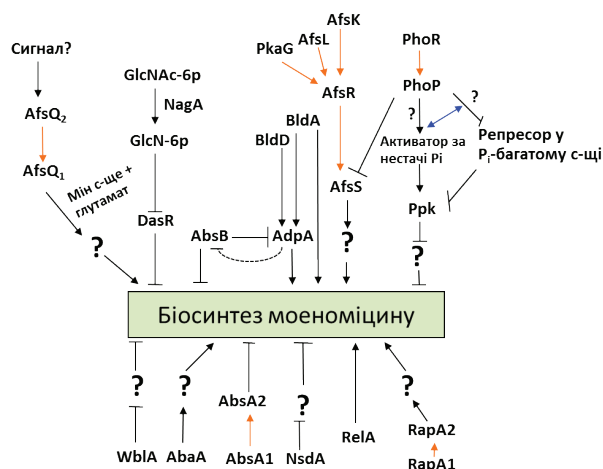 AfsK
AfsL
PkaG
PhoR
Сигнал?
GlcNAc-6p
AfsR
PhoP
NagA
?
?
AfsQ2
BldA
GlcN-6p
BldD
Активатор за
нестачі Pi
Репресор у
Pi-багатому с-щі
AfsQ1
Мін с-ще +
глутамат
AfsS
Ppk
DasR
AbsB
AdpA
?
?
?
Біосинтез моеноміцину
?
?
?
?
AbsA2
WblA
AbaA
AbsA1
NsdA
RelA
RapA2
RapA1